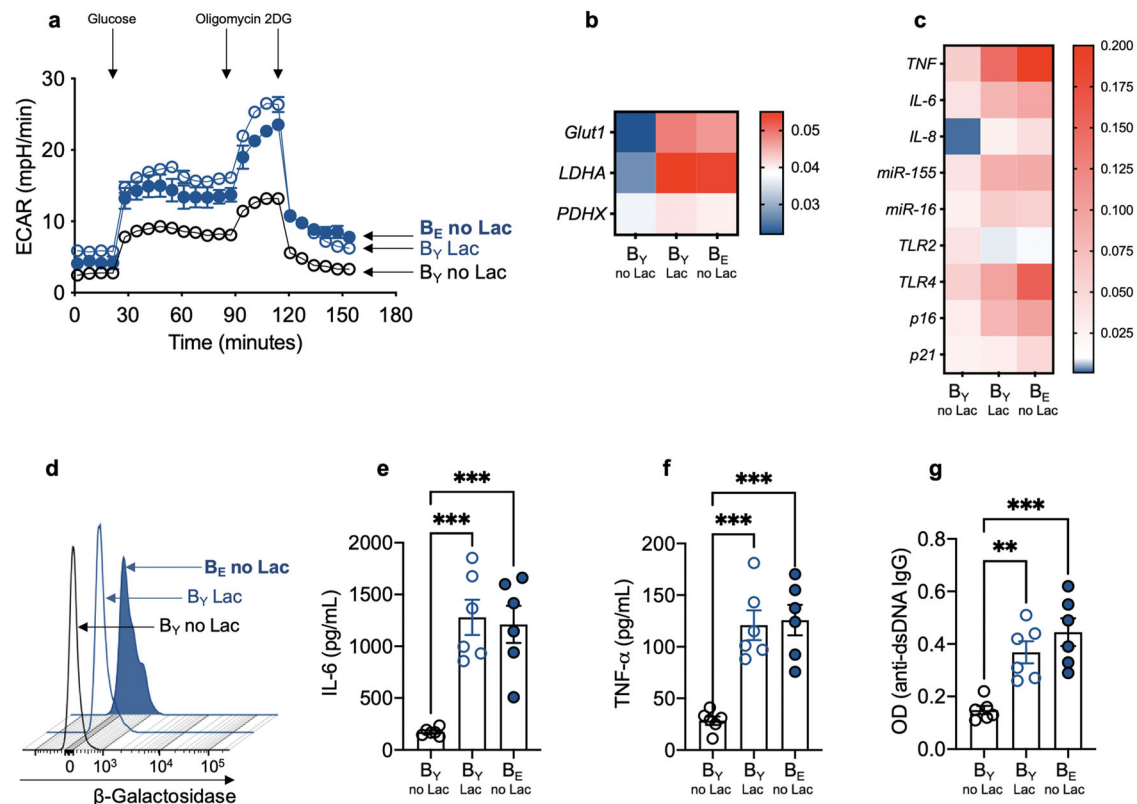 a
Glucose
Oligomycin 2DG
ECAR (mpH/min)
30
20
10
0
0 30 60 90 120 150 180
Time (minutes)
BE no Lac
BY Lac
BY no Lac
b
Glut1
LDHA
PDHX
BY BY BE
no Lac Lac no Lac
0.05
0.04
0.03
c
TNF
IL-6
IL-8
miR-155
miR-16
TLR2
TLR4
p16
p21
BY BY BE
no Lac Lac no Lac
0.200
0.175
0.150
0.125
0.100
0.075
0.050
0.025
d
BE no Lac
BY Lac
BY no Lac
0 10³ 10⁴ 10⁵
β-Galactosidase
e
***
***
IL-6 (pg/mL)
2000
1500
1000
500
0
BY BY BE
no Lac Lac no Lac
f
***
***
TNF-α (pg/mL)
200
150
100
50
0
BY BY BE
no Lac Lac no Lac
g
***
**
OD (anti-dsDNA IgG)
0.8
0.6
0.4
0.2
0.0
BY BY BE
no Lac Lac no Lac